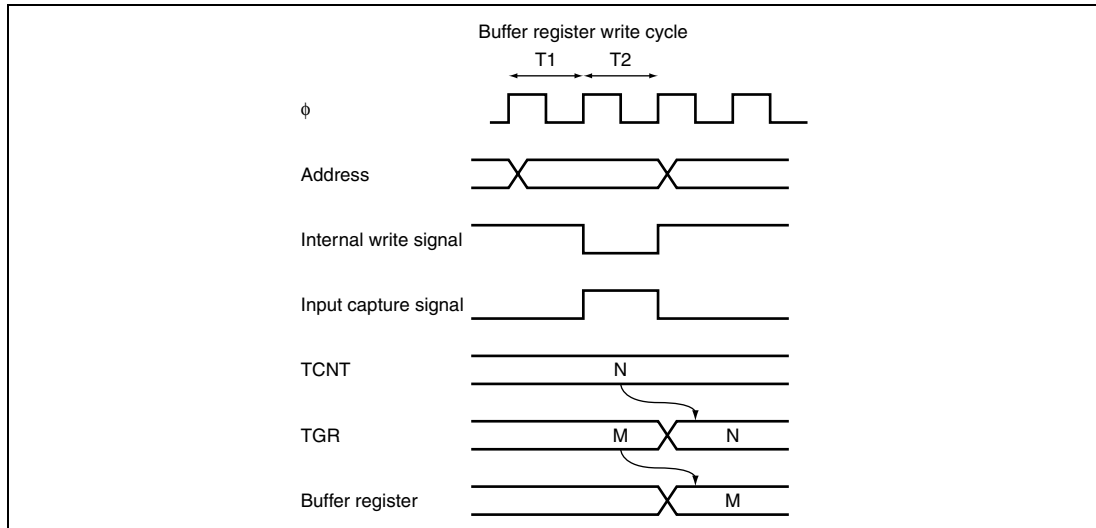 Buffer register write cycle
T1 T2
ϕ
Address
Internal write signal
Input capture signal
TCNT N
TGR M N
Buffer register M